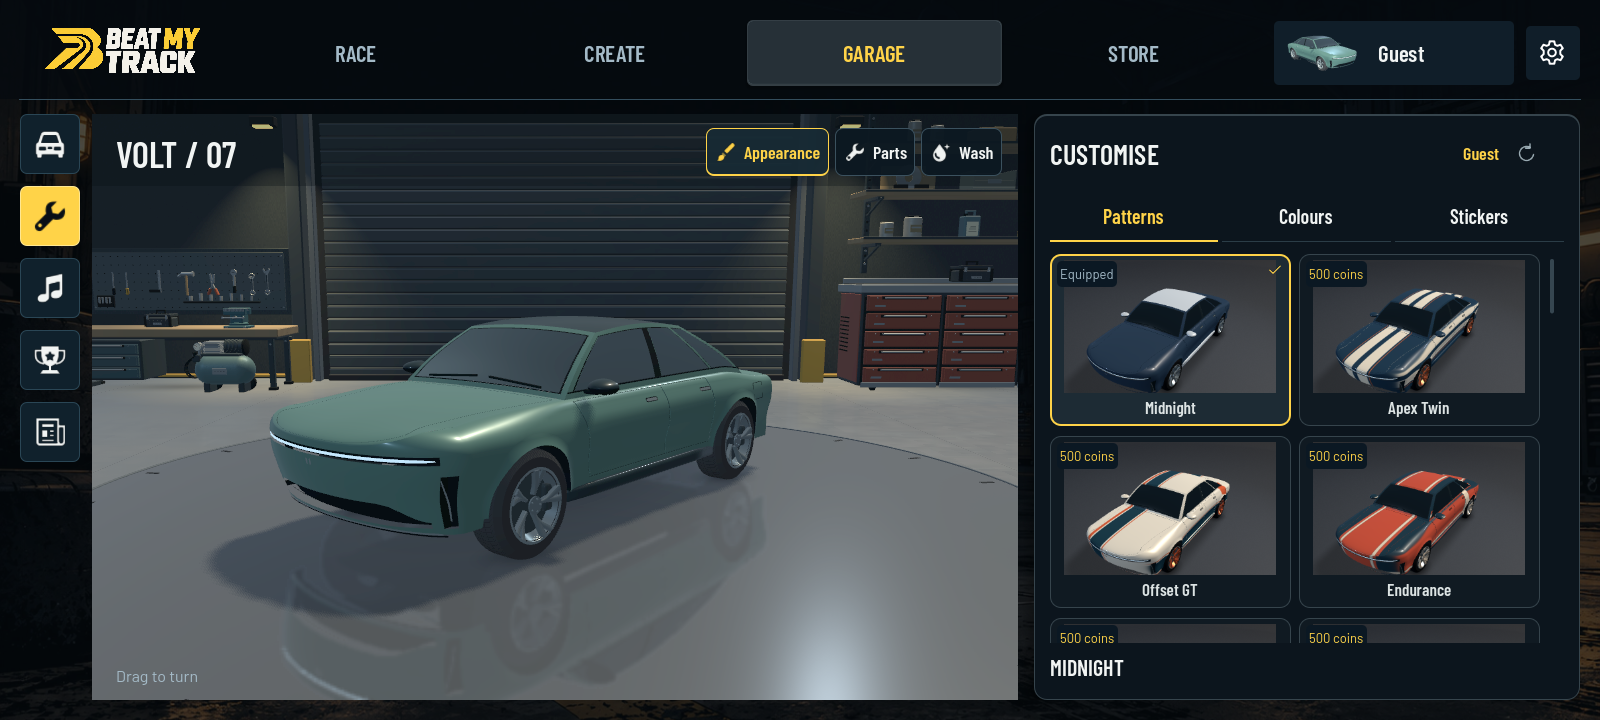 BEAT MY
TRACK
RACE
CREATE
GARAGE
STORE
Guest
VOLT / 07
Appearance
Parts
Wash
CUSTOMISE
Guest
Patterns
Colours
Stickers
Equipped
500 coins
Midnight
Apex Twin
500 coins
500 coins
Offset GT
Endurance
500 coins
500 coins
MIDNIGHT
Drag to turn